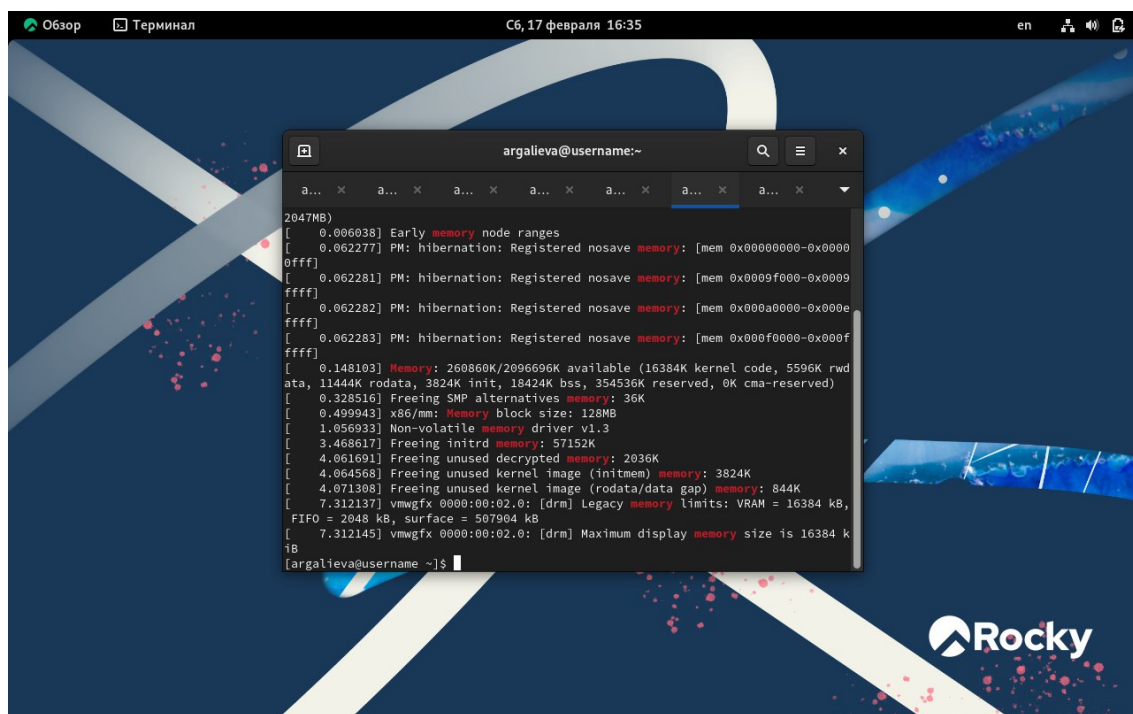 Обзор Терминал Сб, 17 февраля 16:35 en
argalieva@username:~
a... × a... × a... × a... × a... × a... × a... ×
2047MB)
[    0.006038] Early memory node ranges
[    0.062277] PM: hibernation: Registered nosave memory: [mem 0x00000000-0x0000
0fff]
[    0.062281] PM: hibernation: Registered nosave memory: [mem 0x0009f000-0x0009
ffff]
[    0.062282] PM: hibernation: Registered nosave memory: [mem 0x000a0000-0x000e
ffff]
[    0.062283] PM: hibernation: Registered nosave memory: [mem 0x000f0000-0x000f
ffff]
[    0.148103] Memory: 260860K/2096696K available (16384K kernel code, 5596K rwd
ata, 11444K rodata, 3824K init, 18424K bss, 354536K reserved, 0K cma-reserved)
[    0.328516] Freeing SMP alternatives memory: 36K
[    0.499943] x86/mm: Memory block size: 128MB
[    1.056933] Non-volatile memory driver v1.3
[    3.468617] Freeing initrd memory: 57152K
[    4.061691] Freeing unused decrypted memory: 2036K
[    4.064568] Freeing unused kernel image (initmem) memory: 3824K
[    4.071308] Freeing unused kernel image (rodata/data gap) memory: 844K
[    7.312137] vmwgfx 0000:00:02.0: [drm] Legacy memory limits: VRAM = 16384 kB,
 FIFO = 2048 kB, surface = 507904 kB
[    7.312145] vmwgfx 0000:00:02.0: [drm] Maximum display memory size is 16384 k
iB
[argalieva@username ~]$
Rocky